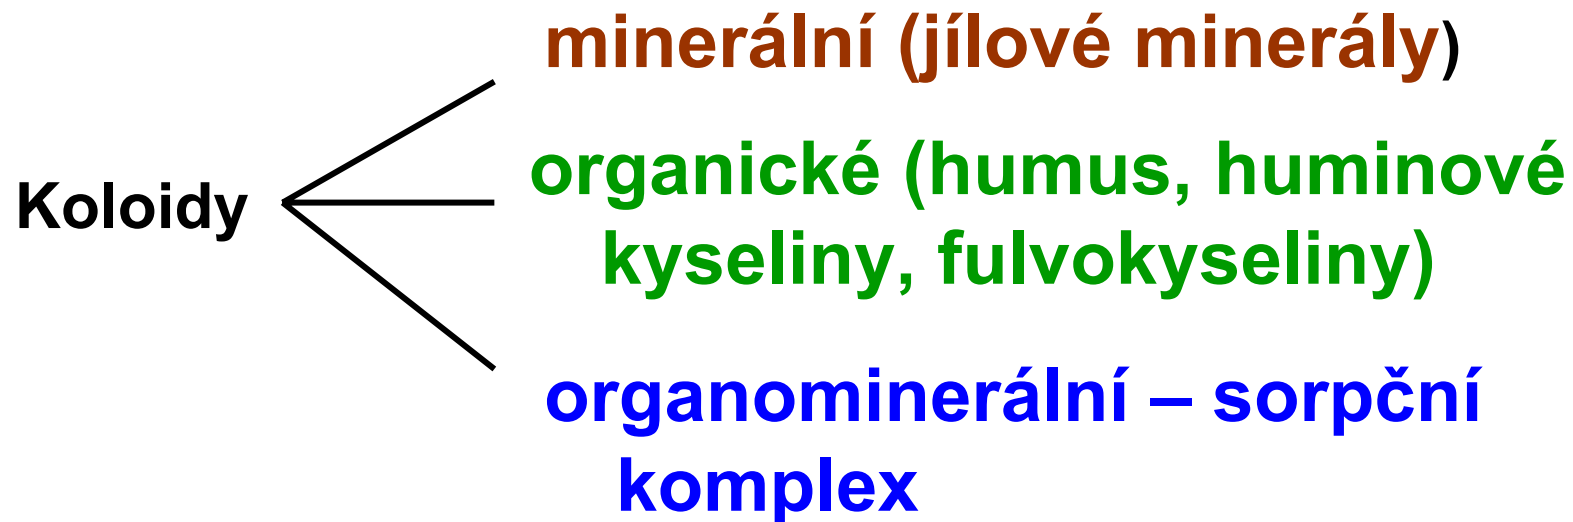 minerální (jílové minerály)
organické (humus, huminové
Koloidy
kyseliny, fulvokyseliny)
organominerální – sorpční
komplex